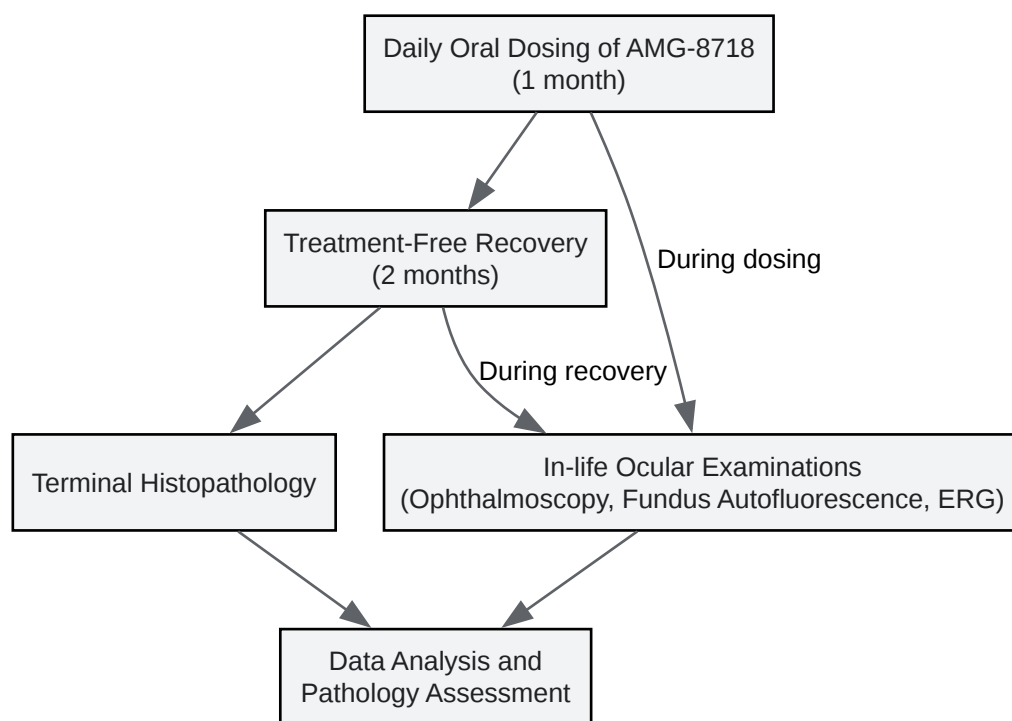 Daily Oral Dosing of AMG-8718
(1 month)
Treatment-Free Recovery
(2 months)
During dosing
During recovery
Terminal Histopathology
In-life Ocular Examinations
(Ophthalmoscopy, Fundus Autofluorescence, ERG)
Data Analysis and
Pathology Assessment